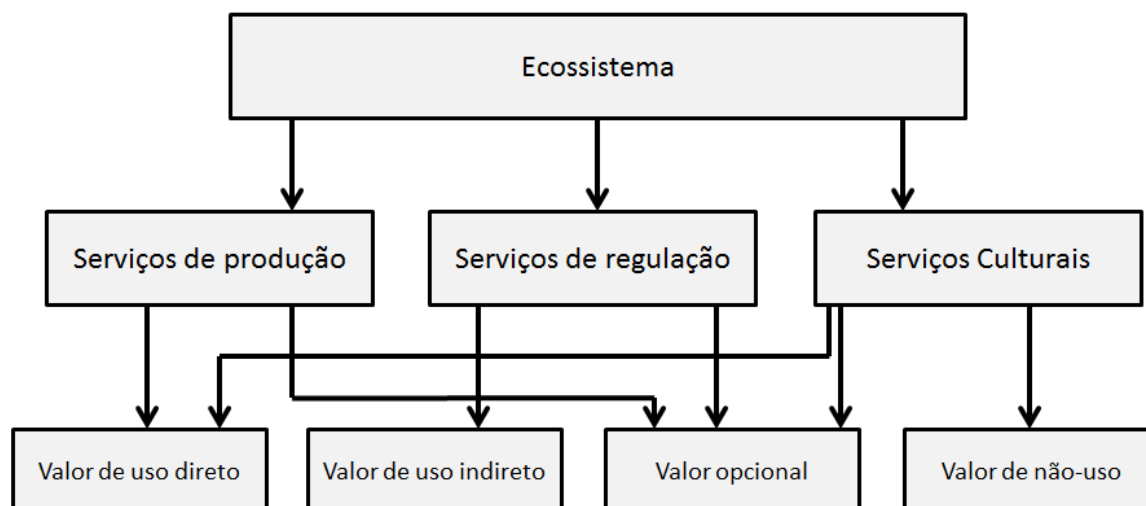 Ecossistema
Serviços de produção
Serviços de regulação
Serviços Culturais
Valor de uso direto
Valor de uso indireto
Valor opcional
Valor de não-uso